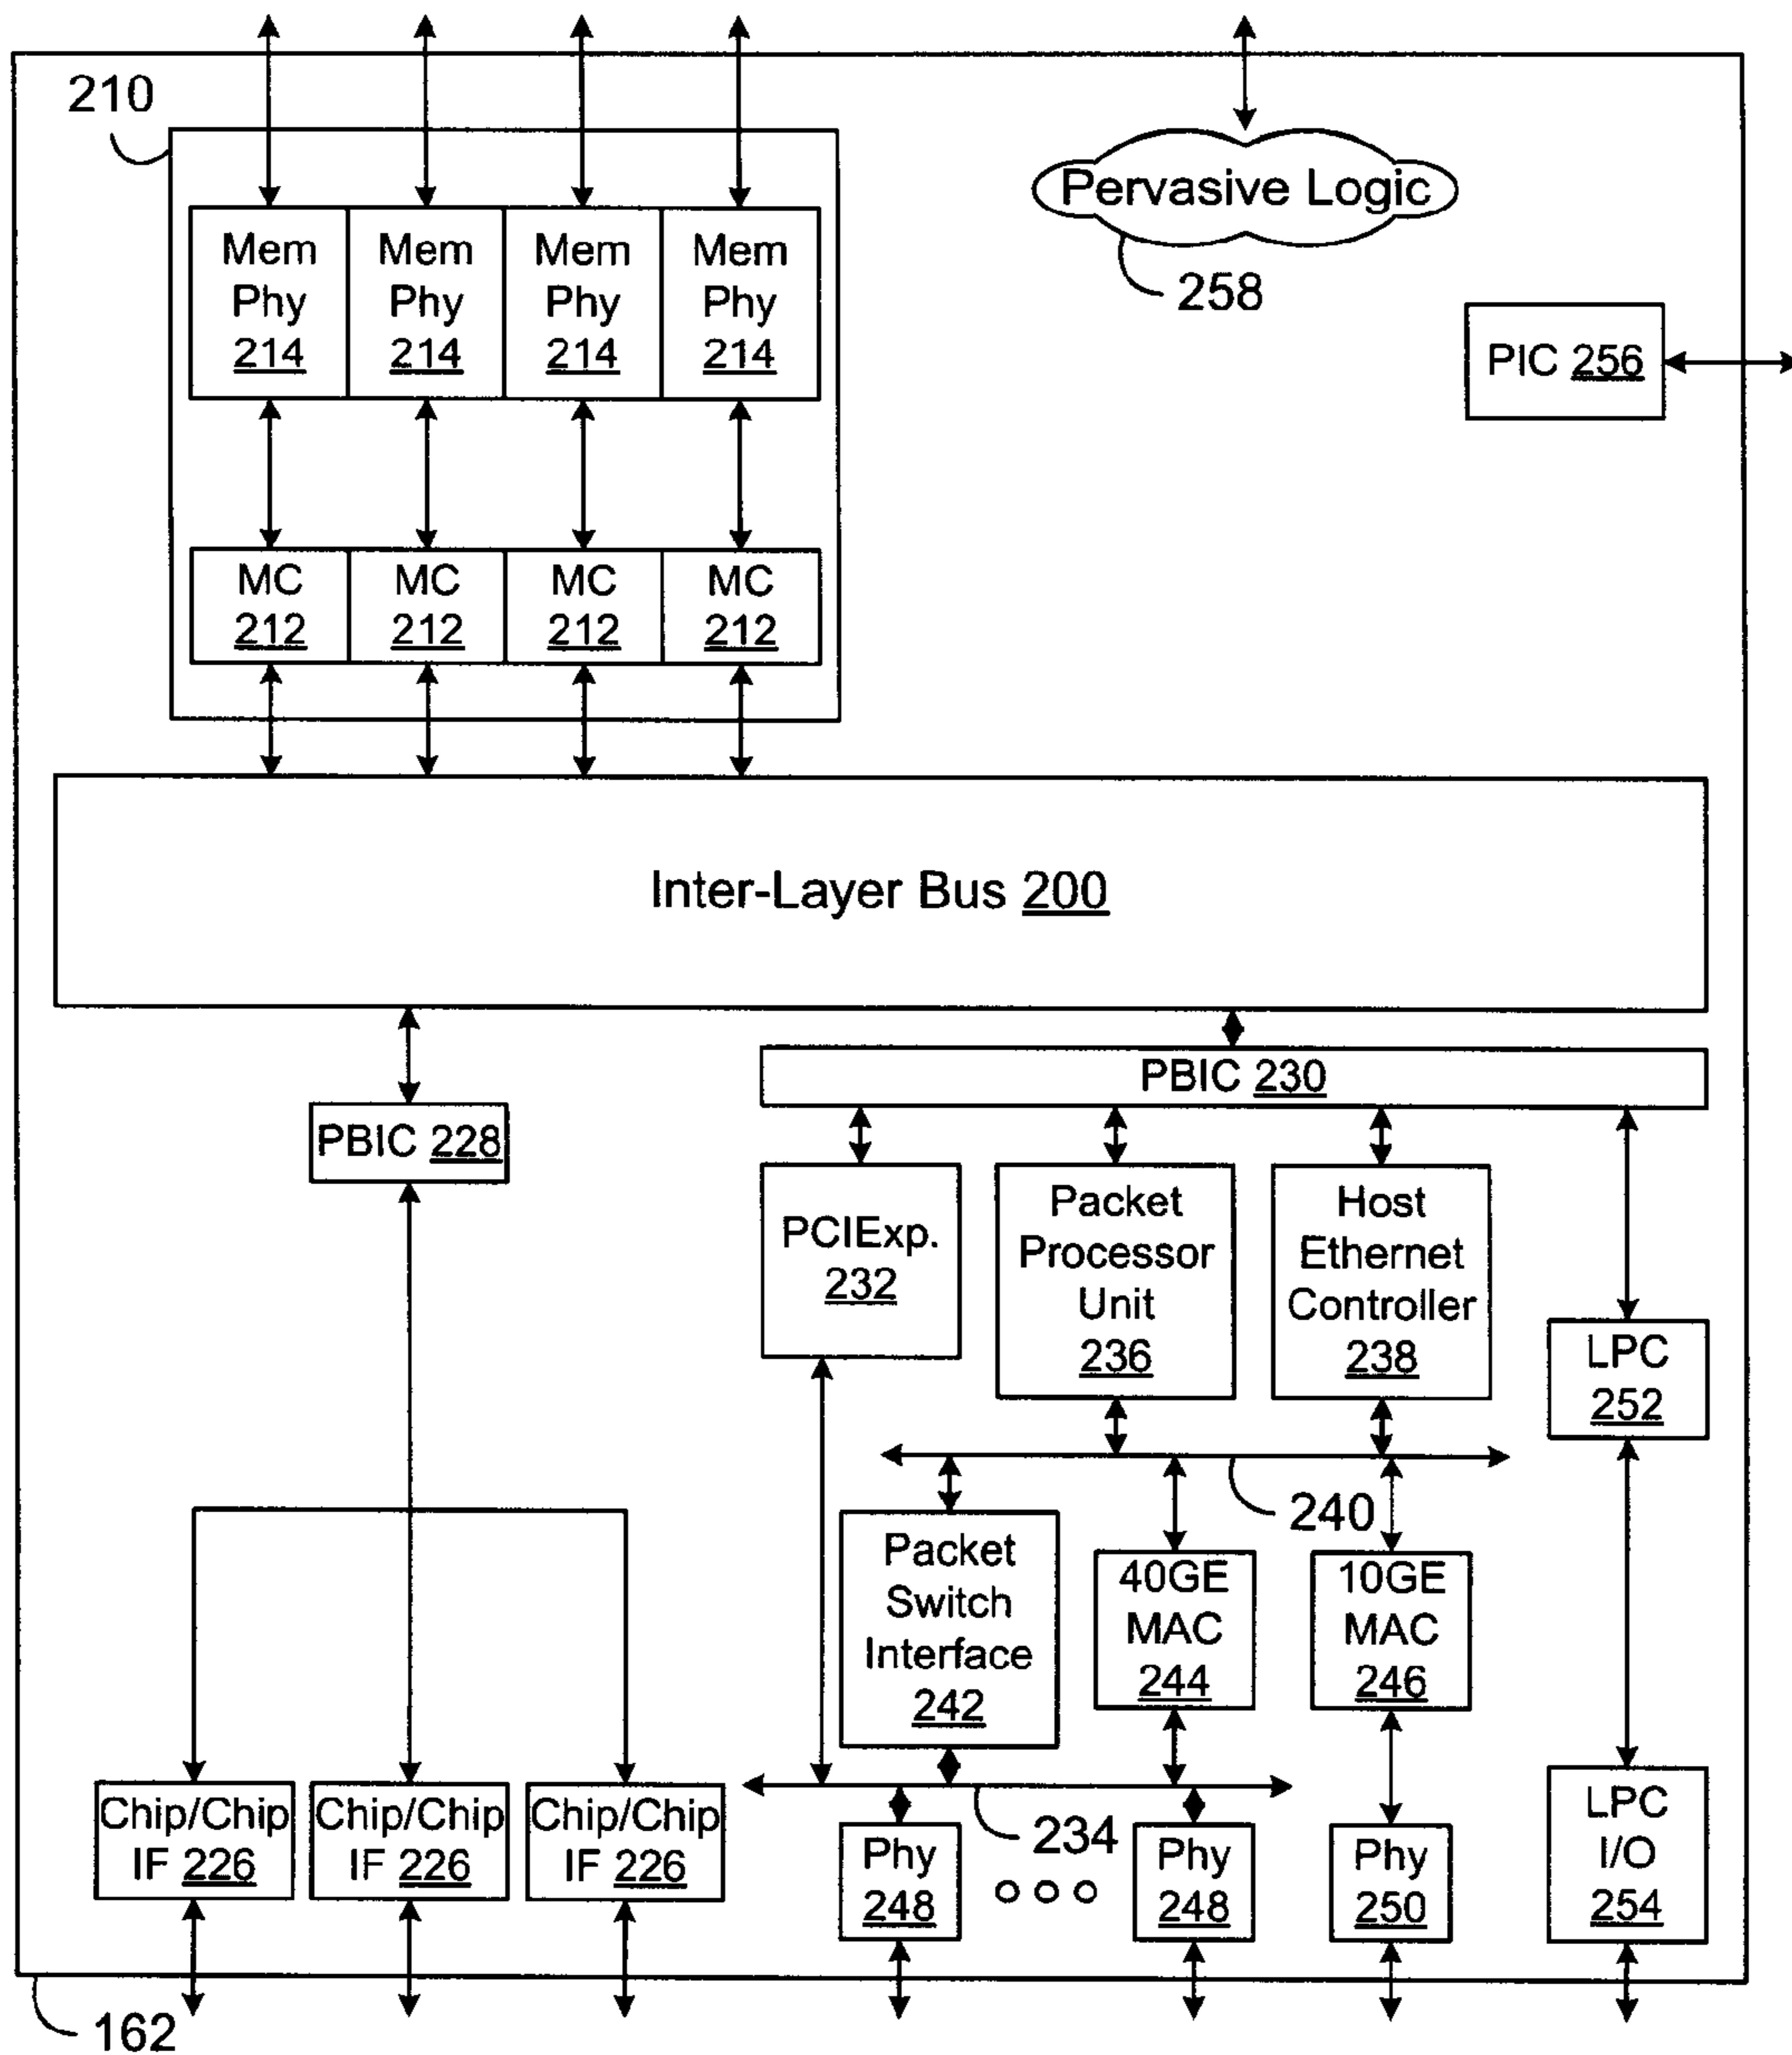 210
Mem Phy 214
Mem Phy 214
Mem Phy 214
Mem Phy 214
Pervasive Logic
258
PIC 256
MC 212
MC 212
MC 212
MC 212
Inter-Layer Bus 200
PBIC 230
PBIC 228
PCIExp. 232
Packet Processor Unit 236
Host Ethernet Controller 238
LPC 252
240
Packet Switch Interface 242
40GE MAC 244
10GE MAC 246
Chip/Chip IF 226
Chip/Chip IF 226
Chip/Chip IF 226
234
Phy 248
Phy 248
Phy 250
LPC I/O 254
162